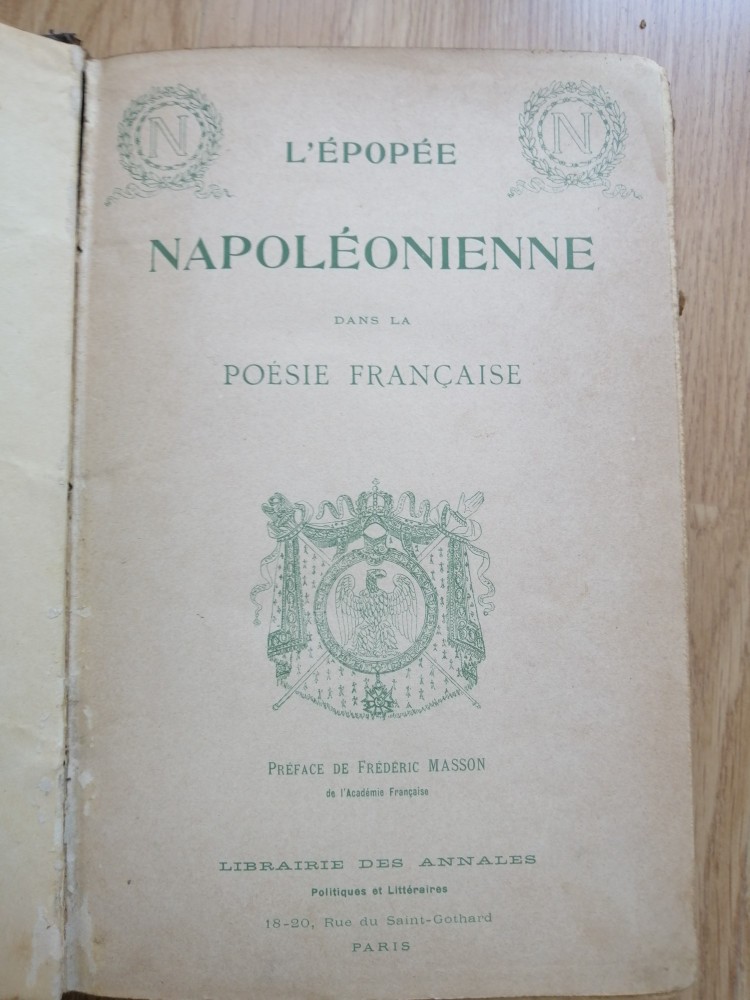 N N
L'ÉPOPÉE
NAPOLÉONIENNE
DANS LA
POÉSIE FRANÇAISE
PRÉFACE DE FRÉDÉRIC MASSON
de l'Académie Française
LIBRAIRIE DES ANNALES
Politiques et Littéraires
18-20, Rue du Saint-Gothard
PARIS